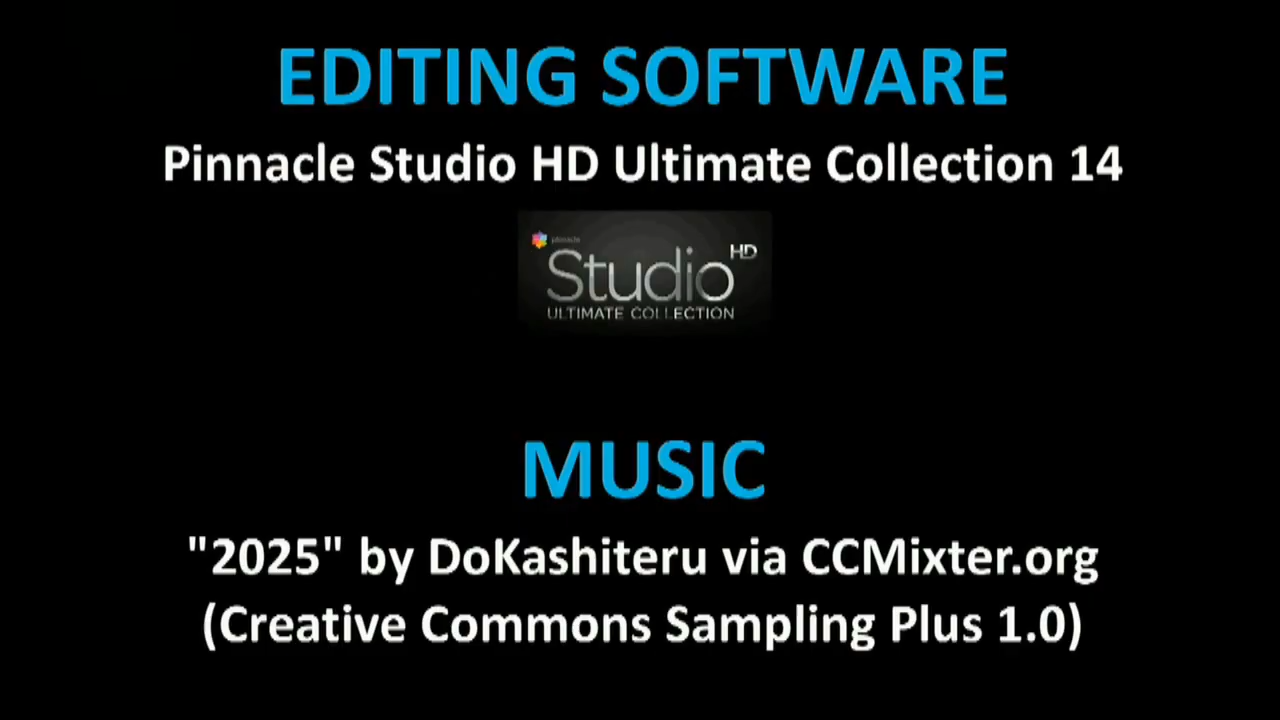 EDITING SOFTWARE
Pinnacle Studio HD Ultimate Collection 14
pinnacle
Studio HD
ULTIMATE COLLECTION
MUSIC
"2025" by DoKashiteru via CCMixter.org
(Creative Commons Sampling Plus 1.0)